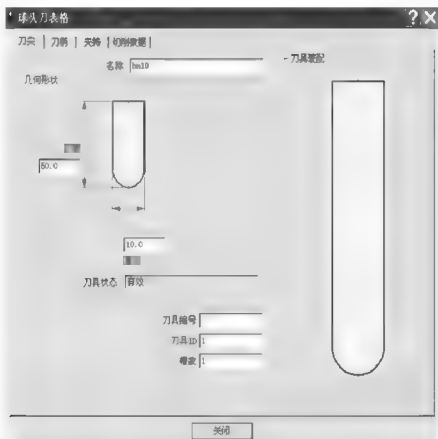 球头刀表格
刀尖 刀柄 夹持 切削数据
名称 bm10
刀具装配
几何形状
50.0
10.0
刀具状态 有效
刀具编号
刀具ID 1
槽数 1
关闭